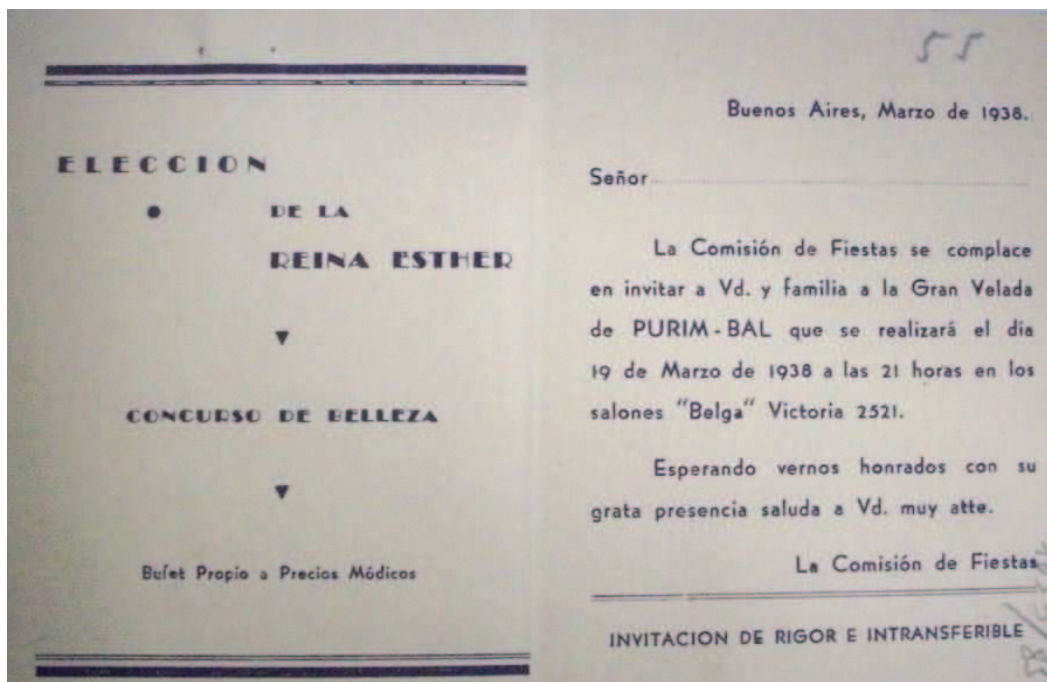 ELECCION
DE LA
REINA ESTHER
CONCURSO DE BELLEZA
Bufet Propio a Precios Módicos
55
Buenos Aires, Marzo de 1938.
Señor
La Comisión de Fiestas se complace
en invitar a Vd. y familia a la Gran Velada
de PURIM-BAL que se realizará el dia
19 de Marzo de 1938 a las 21 horas en los
salones "Belga" Victoria 2521.
Esperando vernos honrados con su
grata presencia saluda a Vd. muy atte.
La Comisión de Fiestas
INVITACION DE RIGOR E INTRANSFERIBLE